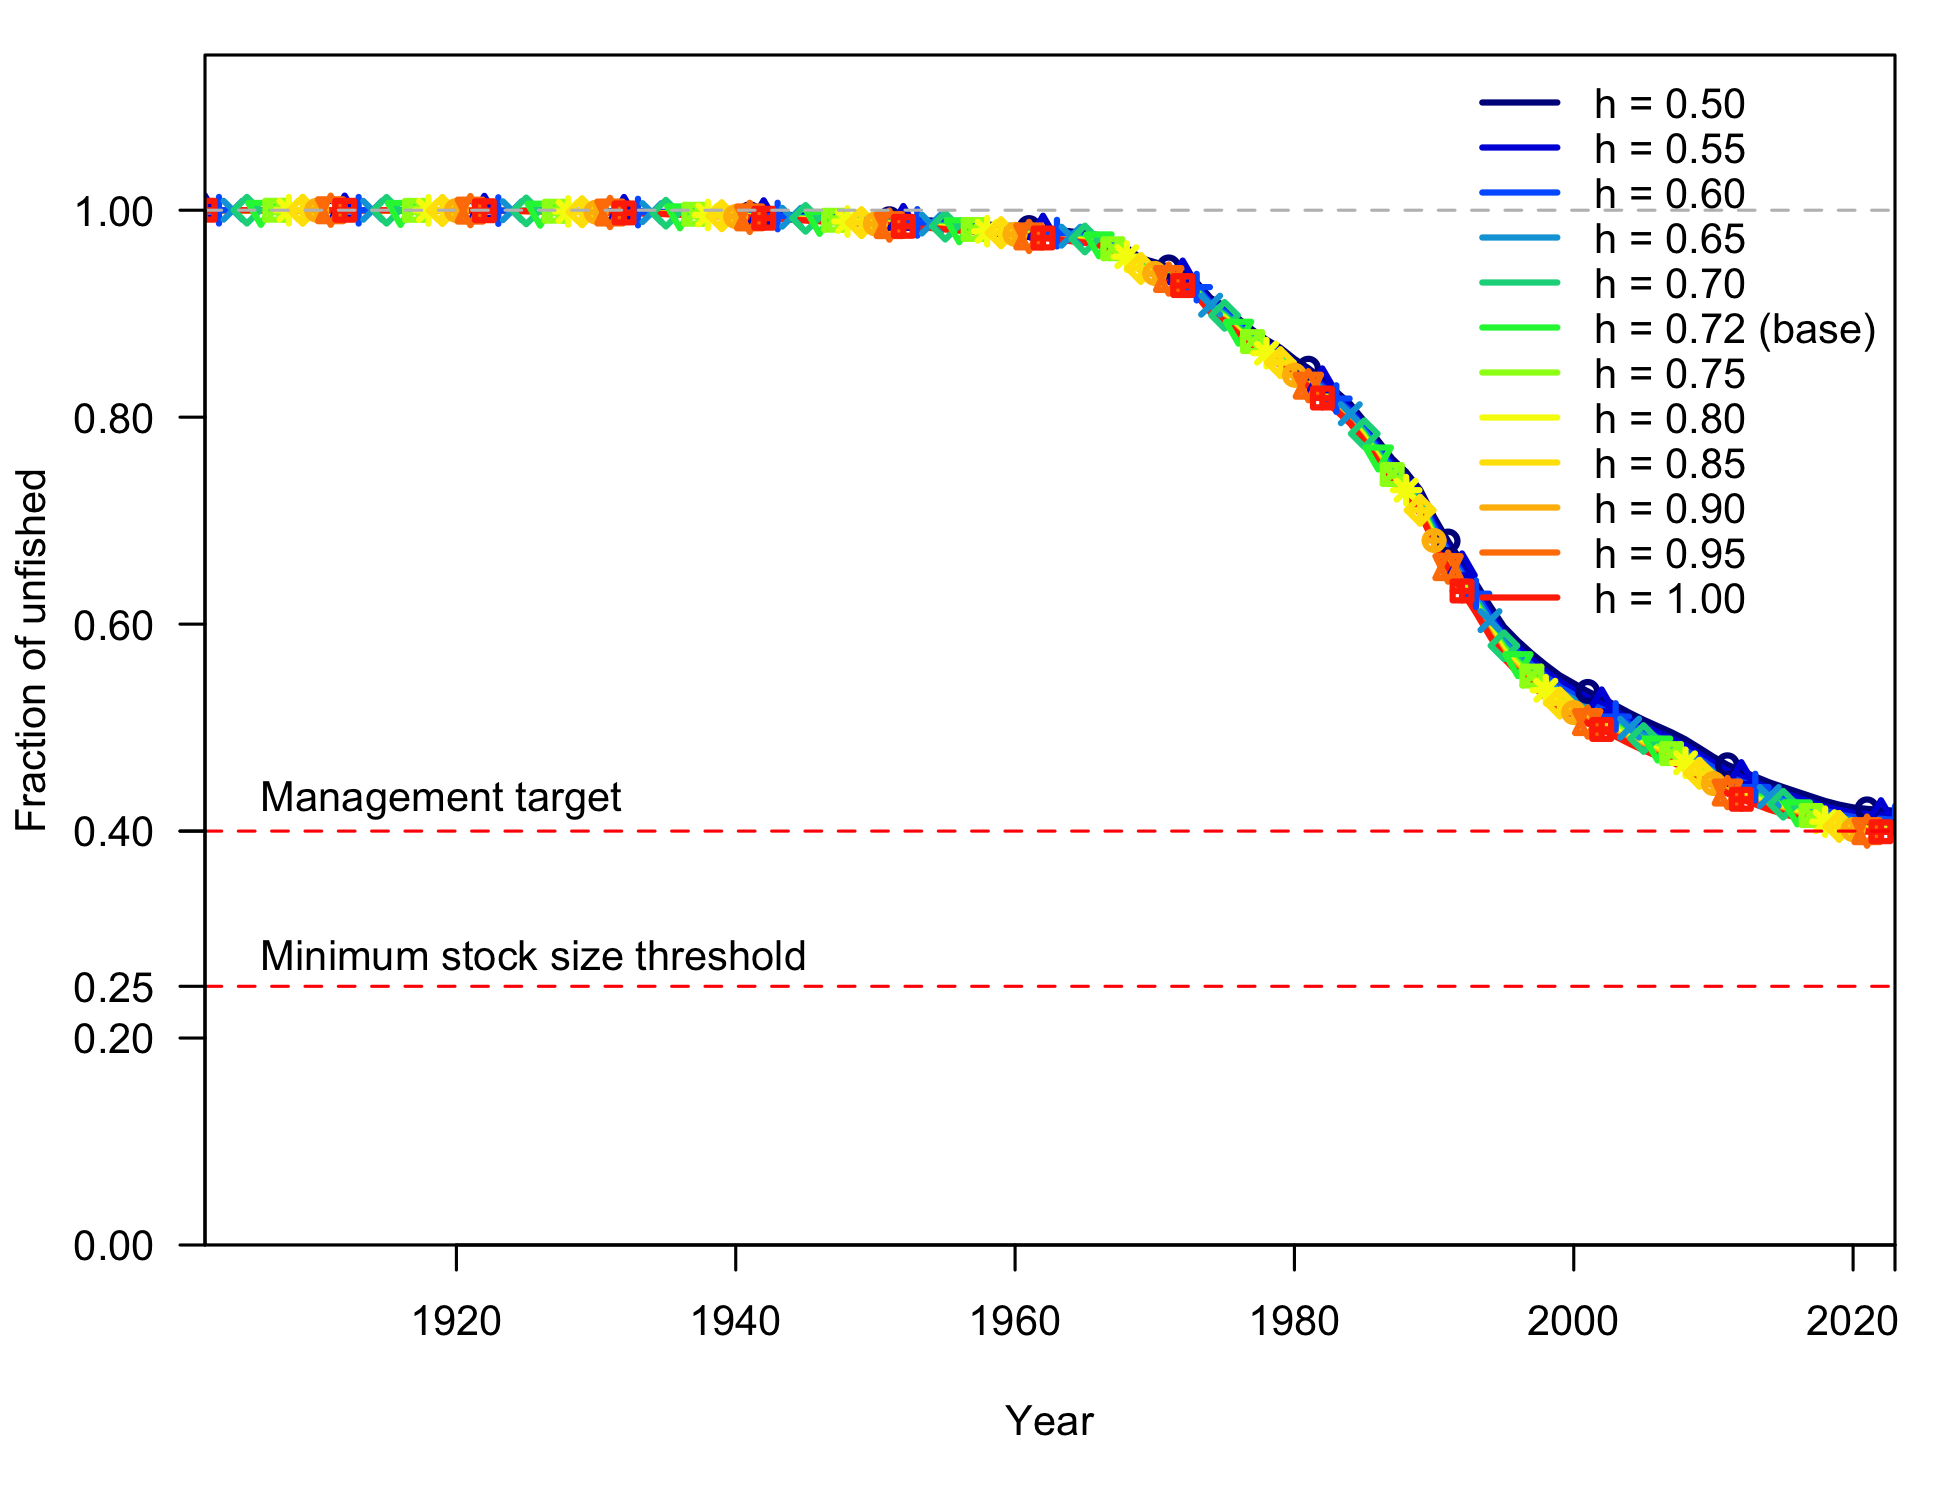 h = 0.50
h = 0.55
h = 0.60
h = 0.65
h = 0.70
h = 0.72 (base)
h = 0.75
h = 0.80
h = 0.85
h = 0.90
h = 0.95
h = 1.00
1.00
0.80
0.60
0.40
0.25
0.20
0.00
Fraction of unfished
Management target
Minimum stock size threshold
1920
1940
1960
1980
2000
2020
Year